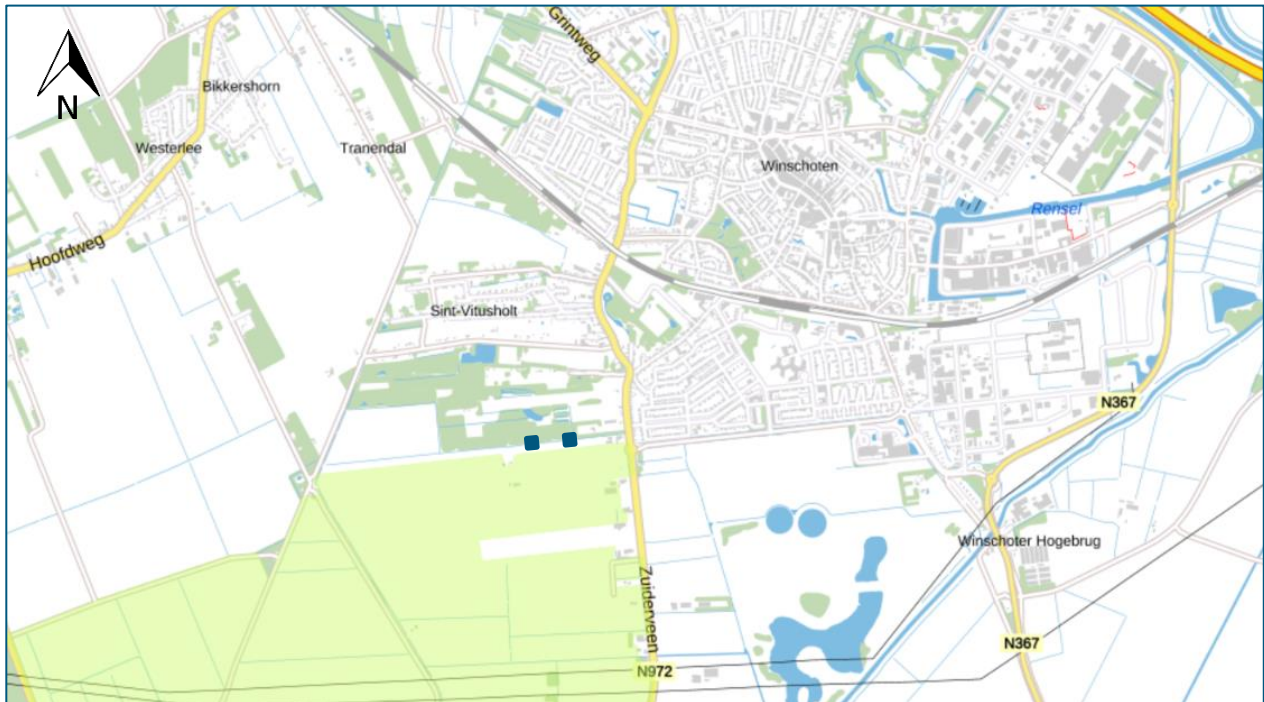 Grintweg
Bikkershorn
N
Westerlee
Tranendal
Winschoten
Rensel
Hoofdweg
Sint-Vitusholt
N367
Winschoter Hogebrug
Zuiderveen
N367
N972